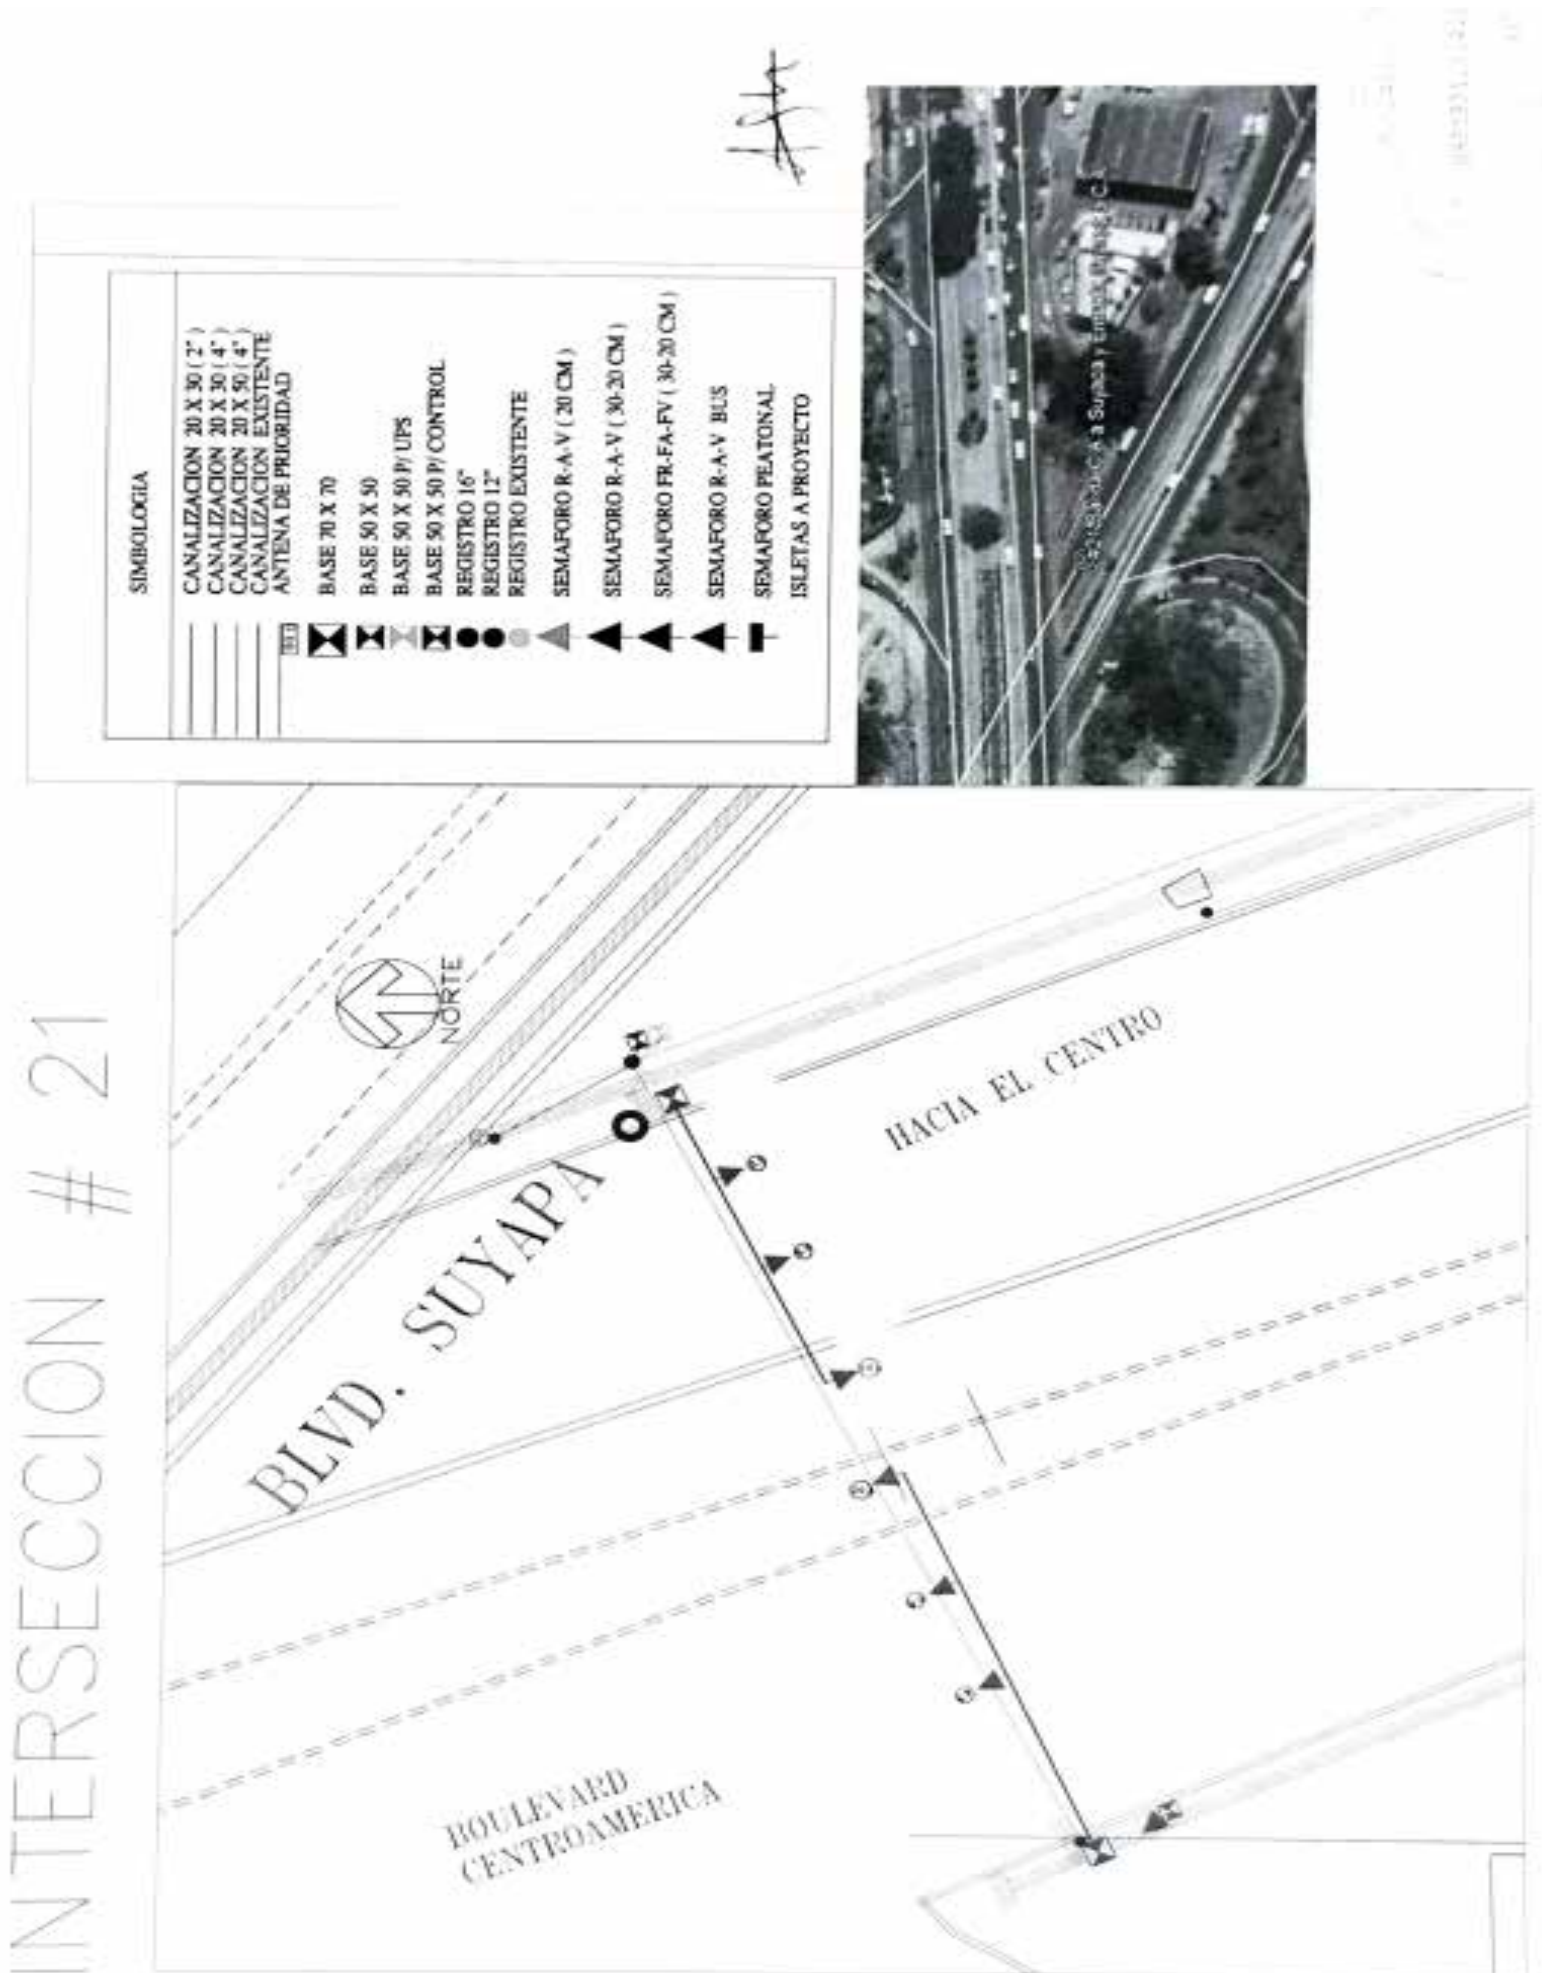 INTERSECCION # 21
SIMBOLOGIA
CANALIZACION 20 X 30 ( 2" )
CANALIZACION 20 X 30 ( 4" )
CANALIZACION 20 X 50 ( 4" )
CANALIZACION EXISTENTE
ANTENA DE PRIORIDAD
BASE 70 X 70
BASE 50 X 50
BASE 50 X 50 P/ UPS
BASE 50 X 50 P/ CONTROL
REGISTRO 16"
REGISTRO 12"
REGISTRO EXISTENTE
SEMAFORO R-A-V ( 20 CM )
SEMAFORO R-A-V ( 30-20 CM )
SEMAFORO FR-FA-FV ( 30-20 CM )
SEMAFORO R-A-V BUS
SEMAFORO PEATONAL
ISLETAS A PROYECTO
NORTE
BLVD. SUYAPA
HACIA EL CENTRO
BOULEVARD
CENTROAMERICA
a Suyapa y